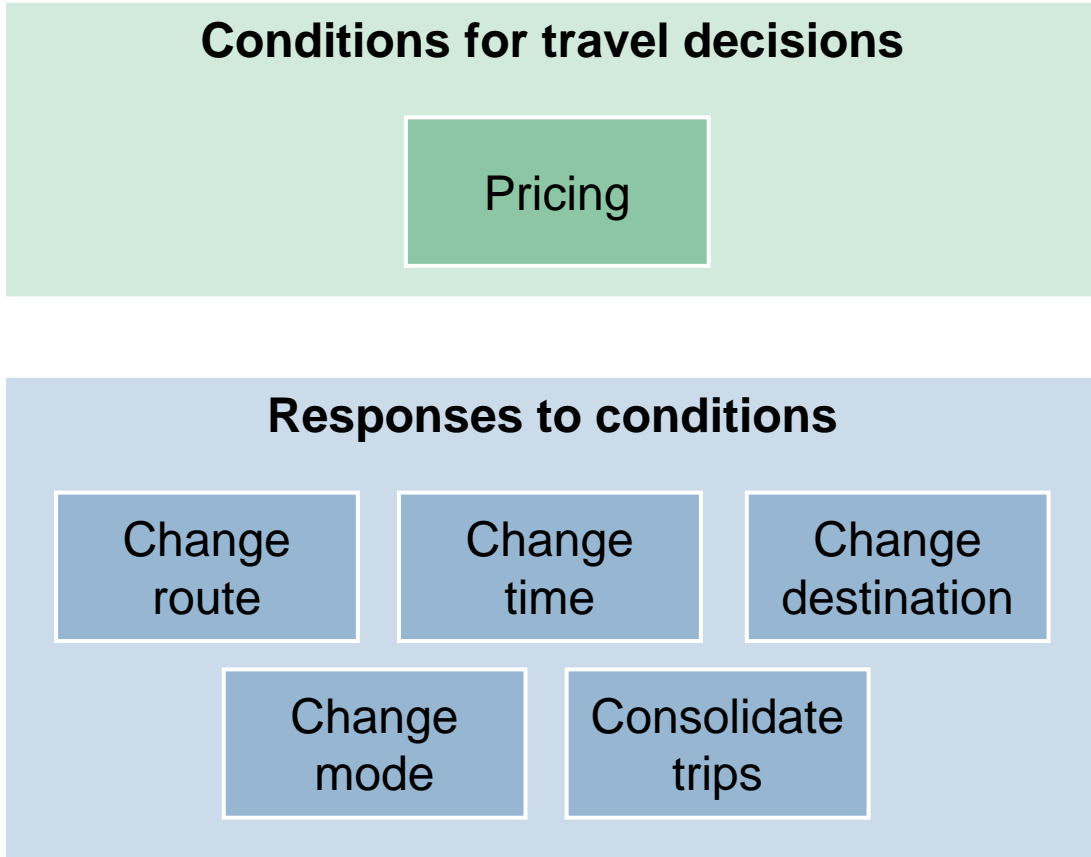 Conditions for travel decisions
Pricing
Responses to conditions
Change
route
Change
time
Change
destination
Change
mode
Consolidate
trips